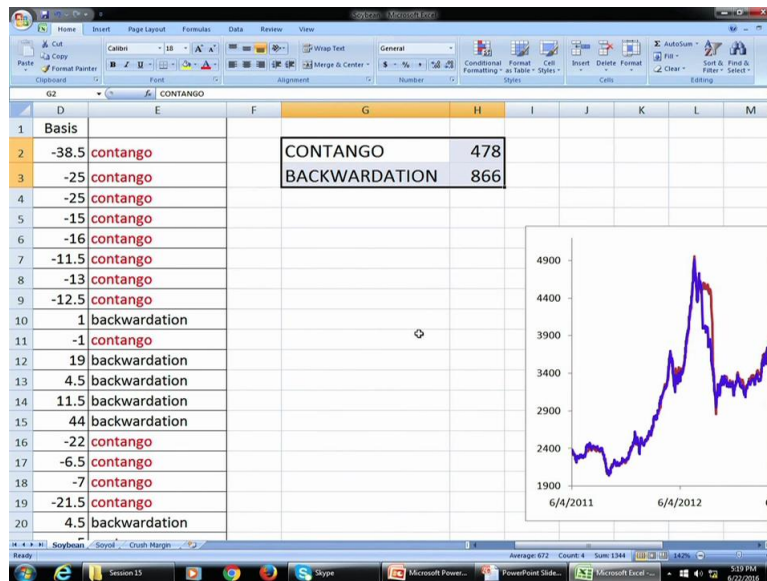 Soybean - Microsoft Excel
Home Insert Page Layout Formulas Data Review View
Cut
Copy
Format Painter
Paste
Clipboard
Calibri 18 A A
B I U
Font
Wrap Text
Merge & Center
Alignment
General
$ % ,
Number
Conditional Formatting
Format as Table
Cell Styles
Styles
Insert Delete Format
Cells
Σ AutoSum
Fill
Clear
Sort & Filter
Find & Select
Editing
G2 fx CONTANGO
D E F G H I J K L M
1 Basis
2 -38.5 contango CONTANGO 478
3 -25 contango BACKWARDATION 866
4 -25 contango
5 -15 contango
6 -16 contango
7 -11.5 contango
8 -13 contango
9 -12.5 contango
10 1 backwardation
11 -1 contango
12 19 backwardation
13 4.5 backwardation
14 11.5 backwardation
15 44 backwardation
16 -22 contango
17 -6.5 contango
18 -7 contango
19 -21.5 contango
20 4.5 backwardation
4900
4400
3900
3400
2900
2400
1900
6/4/2011 6/4/2012
Soybean Soyoil Crush Margin
Ready Average: 672 Count: 4 Sum: 1344 142%
Session 15 Skype Microsoft Power... PowerPoint Slide... Microsoft Excel -... 5:19 PM
6/22/2016